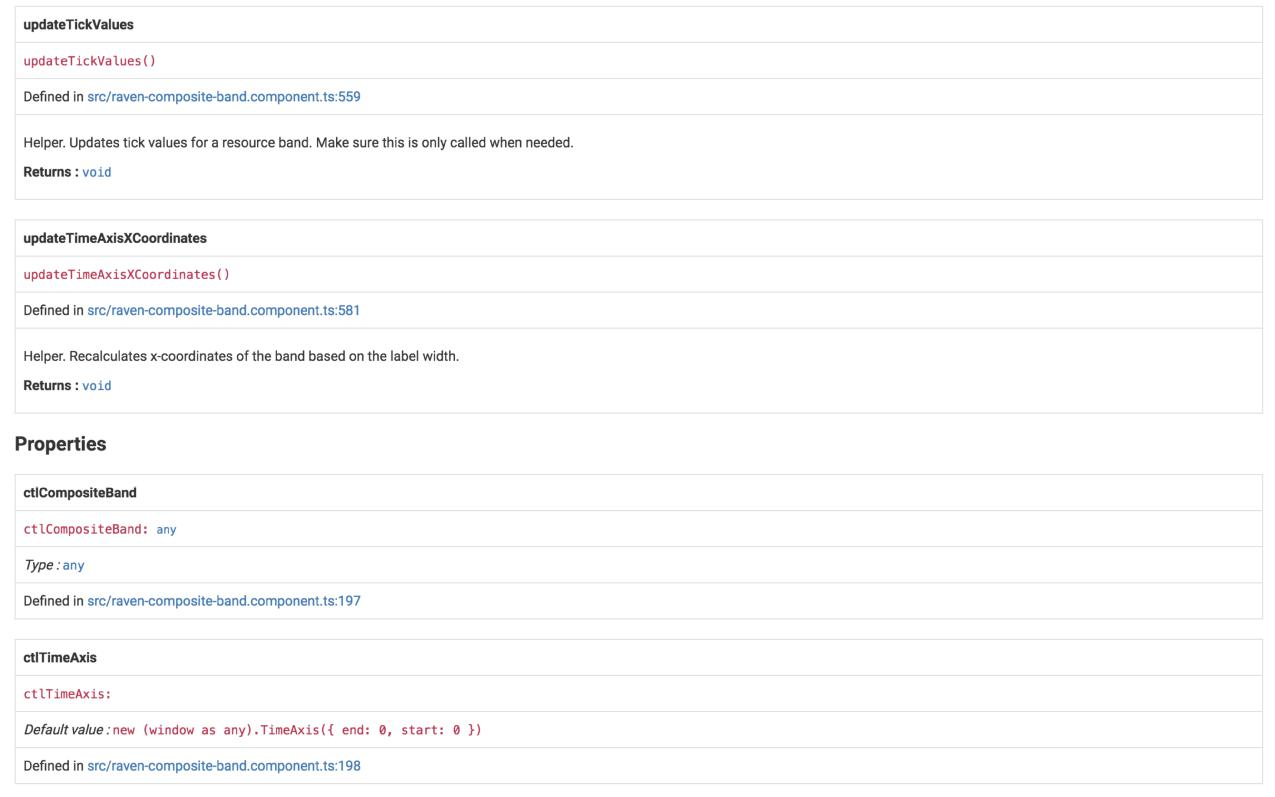 updateTickValues
updateTickValues()
Defined in src/raven-composite-band.component.ts:559
Helper. Updates tick values for a resource band. Make sure this is only called when needed.
Returns : void
updateTimeAxisXCoordinates
updateTimeAxisXCoordinates()
Defined in src/raven-composite-band.component.ts:581
Helper. Recalculates x-coordinates of the band based on the label width.
Returns : void
Properties
ctlCompositeBand
ctlCompositeBand: any
Type : any
Defined in src/raven-composite-band.component.ts:197
ctlTimeAxis
ctlTimeAxis:
Default value : new (window as any).TimeAxis({ end: 0, start: 0 })
Defined in src/raven-composite-band.component.ts:198